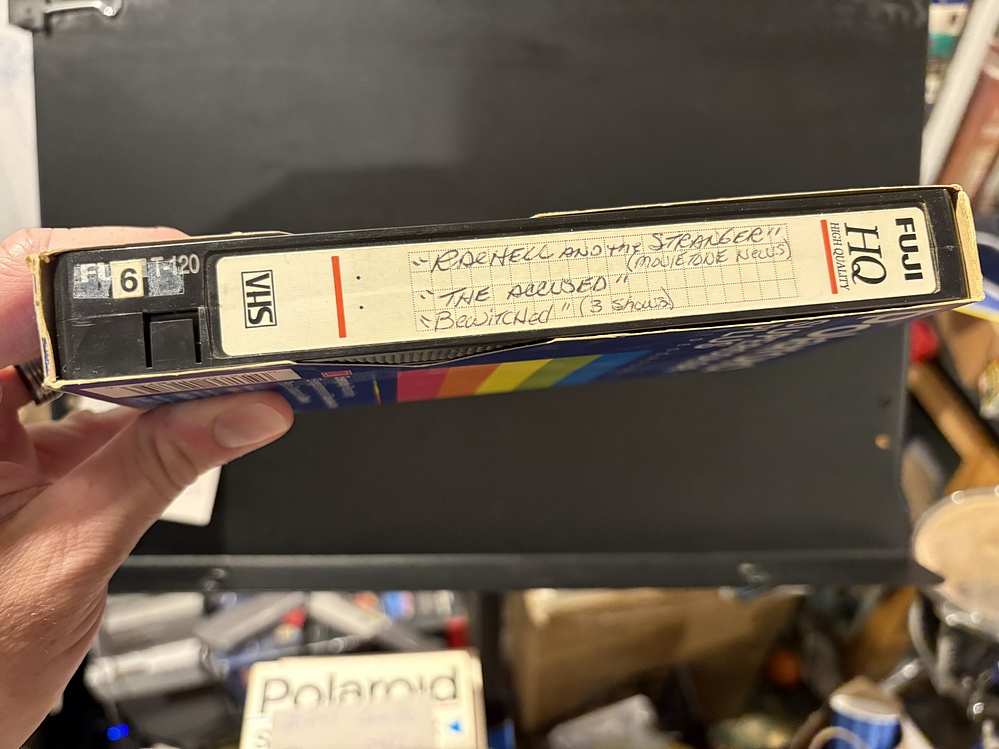 FUJI T-120
6
VHS
"RACHELL AND THE STRANGER"
(MOVIETONE NEWS)
"THE ACCUSED"
"BEWITCHED" (3 SHOWS)
HIGH QUALITY
HQ
FUJI
Polaroid